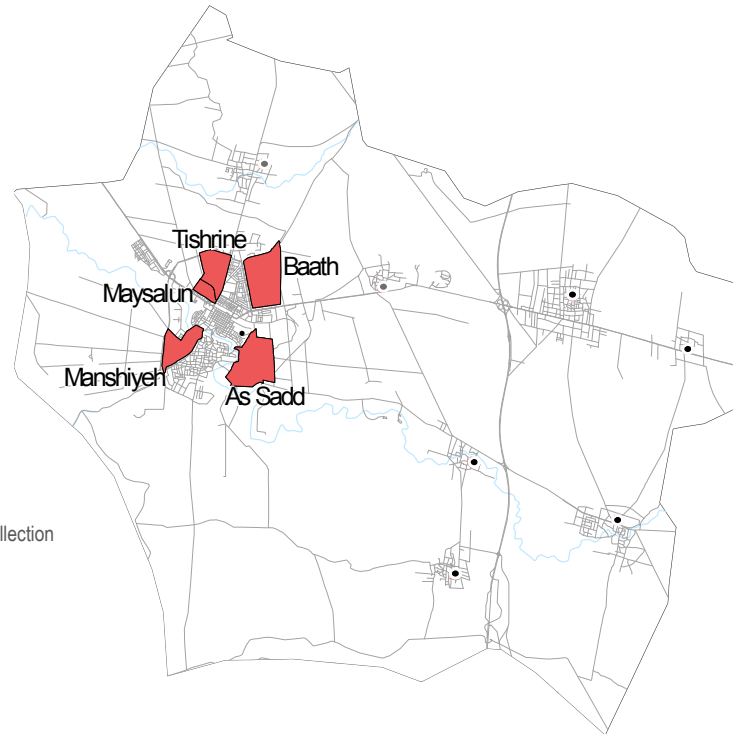 Tishrine
Baath
Maysalun
Manshiyeh
As Sadd
llection